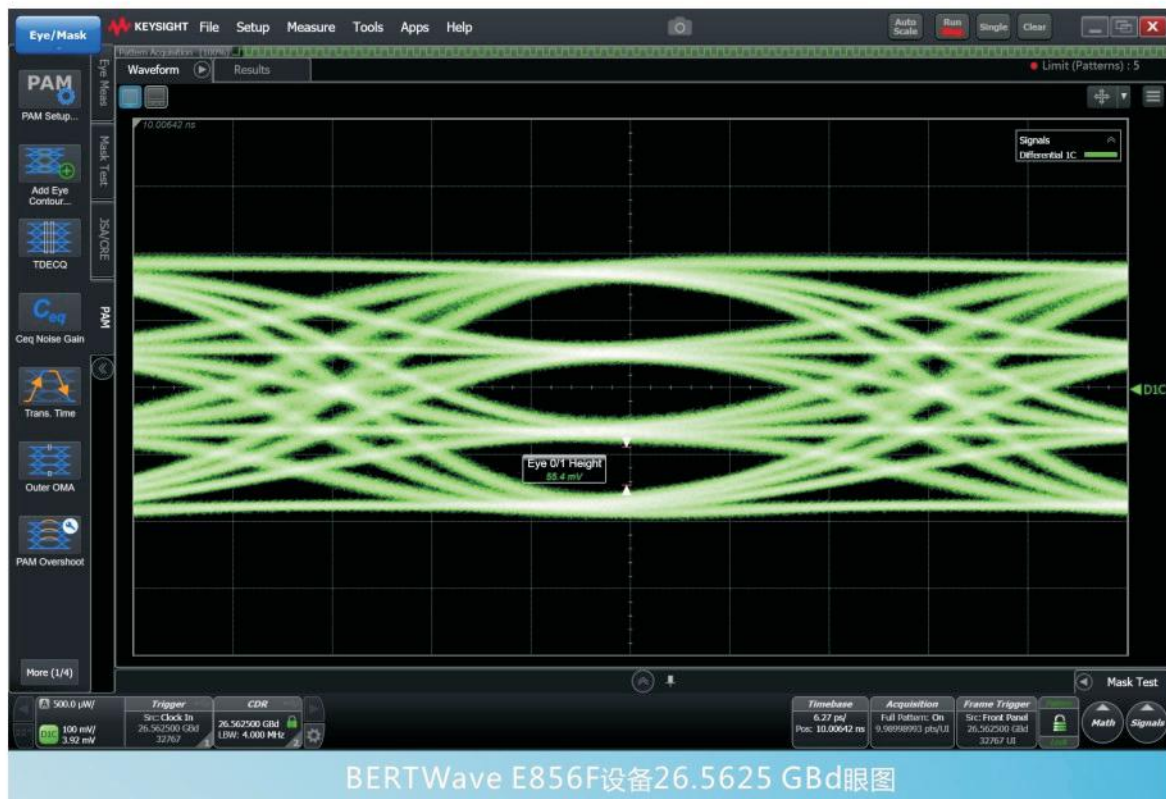 Eye/Mask
KEYSIGHT File Setup Measure Tools Apps Help
Auto Scale
Run
Single
Clear
Pattern Acquisition (100%)
Waveform
Results
Limit (Patterns) : 5
PAM
PAM Setup...
Add Eye
Contour...
TDECQ
Ceq
Ceq Noise Gain
Trans. Time
Outer OMA
PAM Overshoot
More (1/4)
Eye Meas
Mask Test
JSA/CRE
PAM
10.00642 ns
Signals
Differential 1C
D1C
Eye 0/1 Height
55.4 mV
Mask Test
A 500.0 µW/
D1C 100 mV/
3.92 mV
Trigger
Src: Clock In
26.562500 GBd
32767
1
CDR
26.562500 GBd
LBW: 4.000 MHz
2
Timebase
6.27 ps/
Pos: 10.00642 ns
Acquisition
Full Pattern: On
9.98998993 pts/UI
Frame Trigger
Src: Front Panel
26.562500 GBd
32767 UI
Math
Signals
BERTWave E856F设备26.5625 GBd眼图